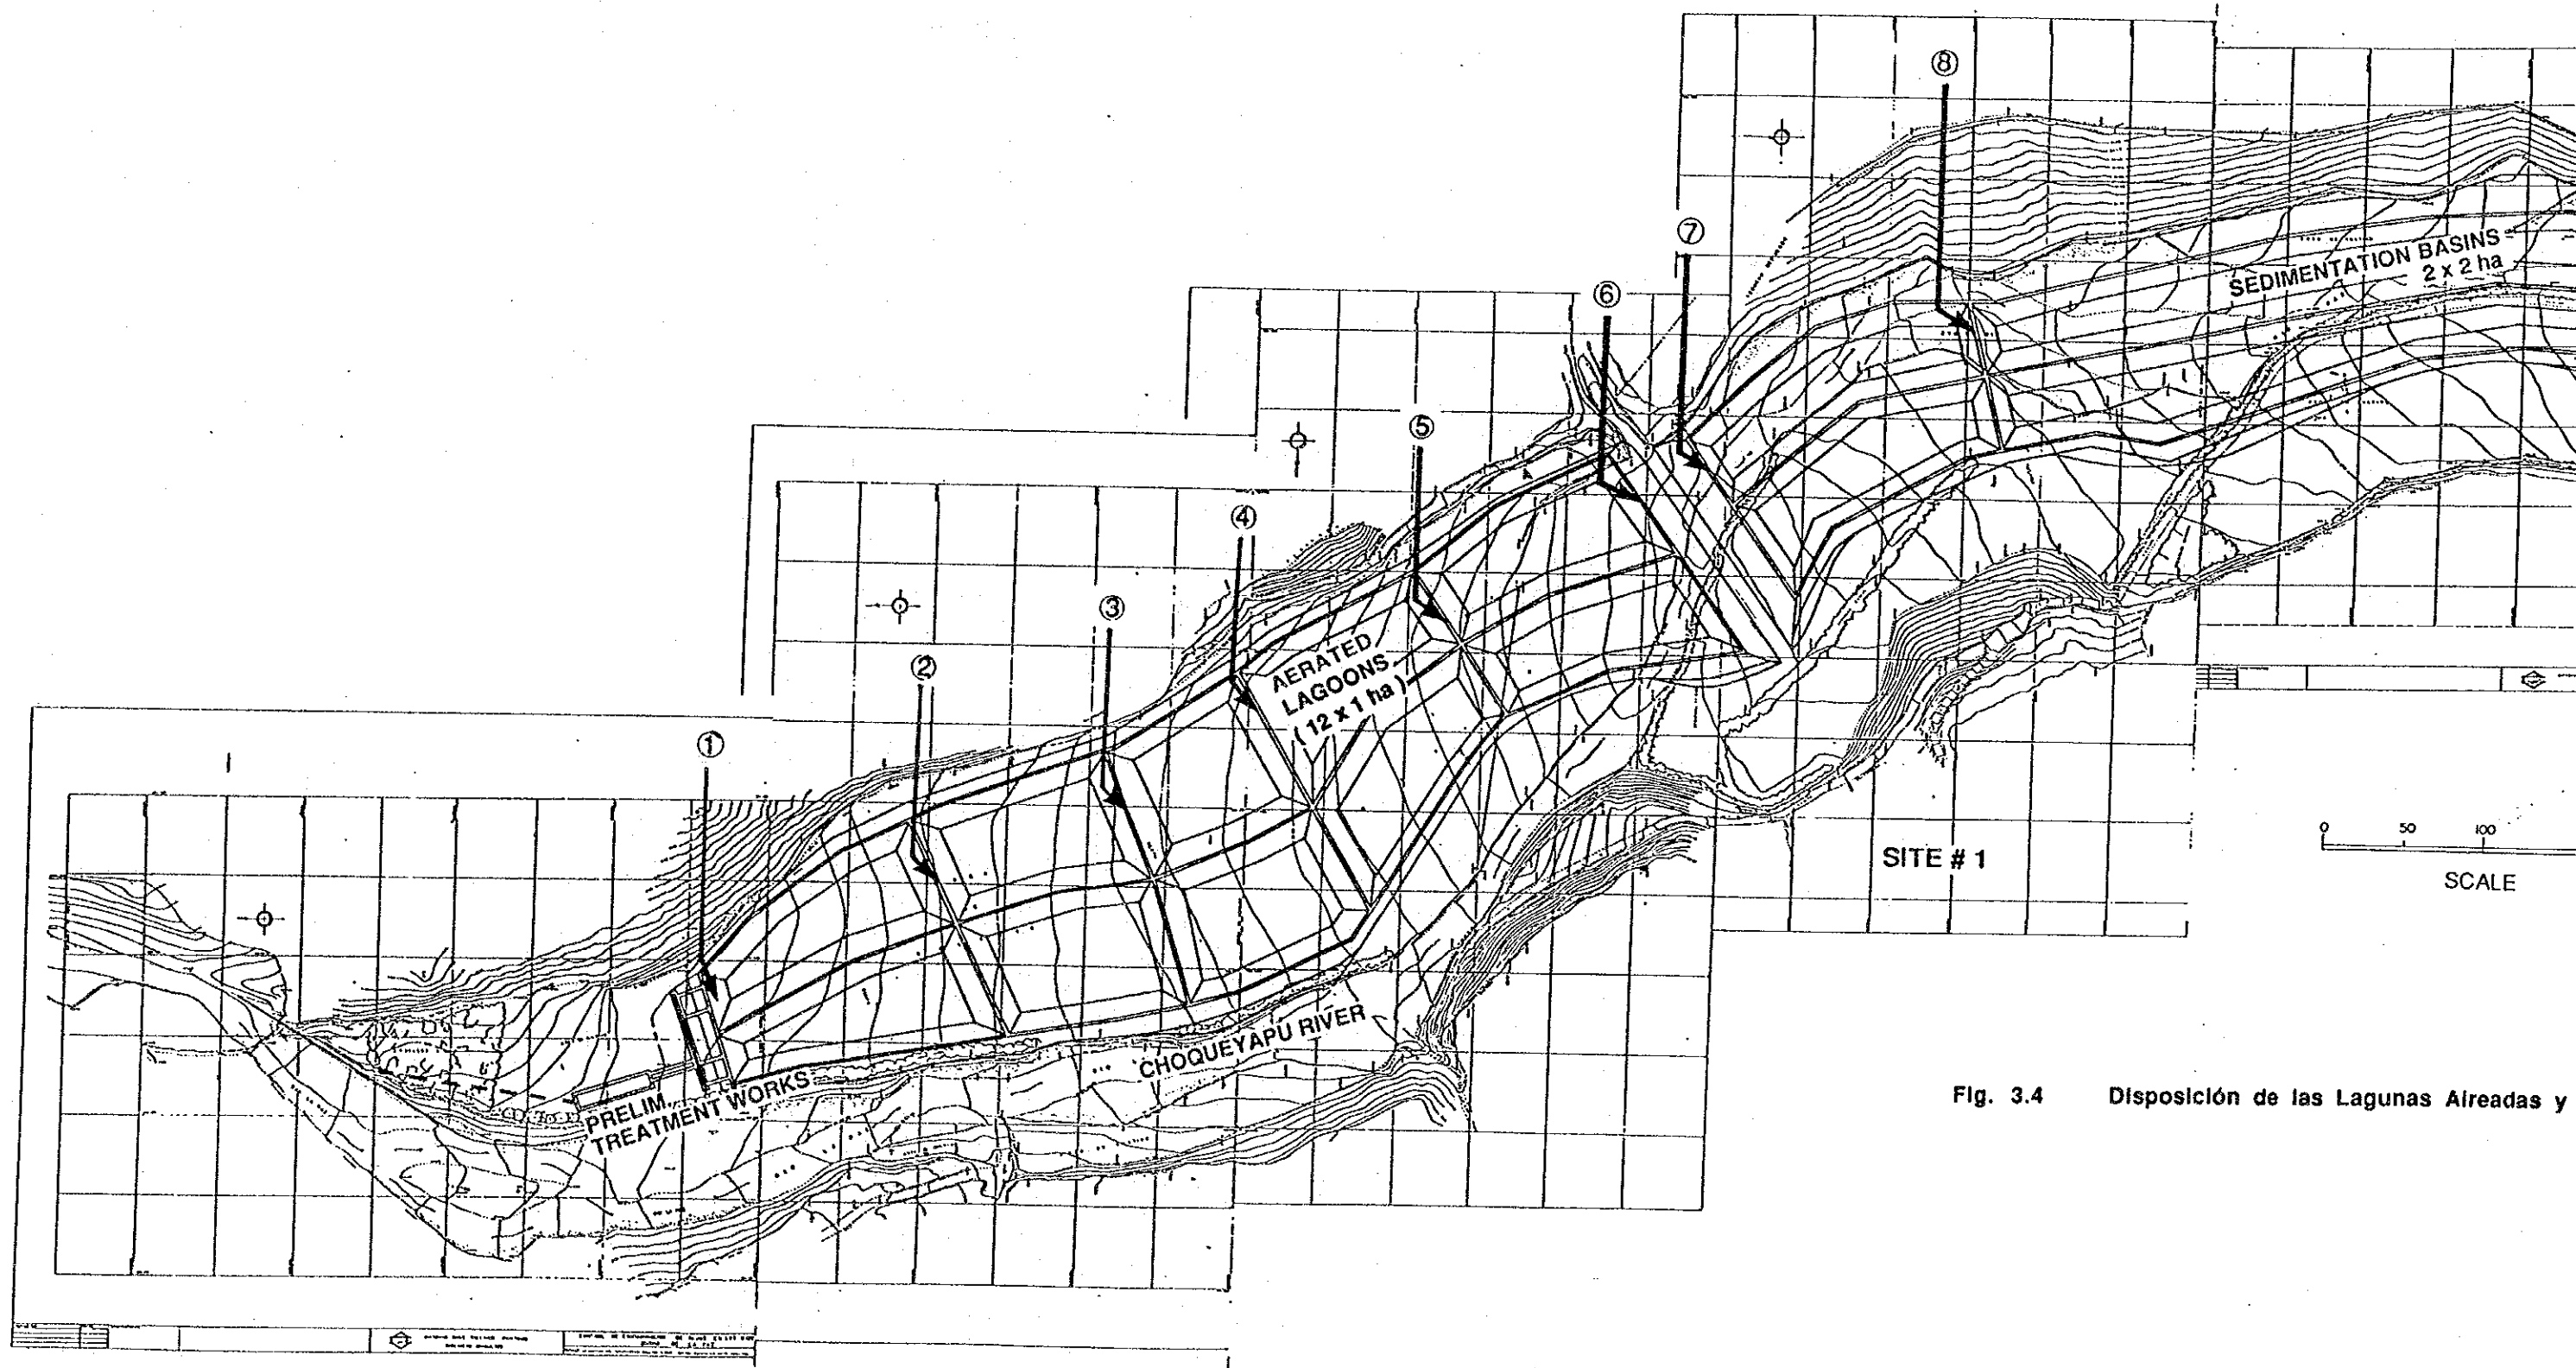 ⑧
⑦
SEDIMENTATION BASINS
2 x 2 ha
⑥
⑤
④
③
AERATED
LAGOONS
( 12 x 1 ha )
②
①
0 50 100
SCALE
SITE # 1
CHOQUEYAPU RIVER
PRELIM.
TREATMENT WORKS
Fig. 3.4 Disposición de las Lagunas Aireadas y